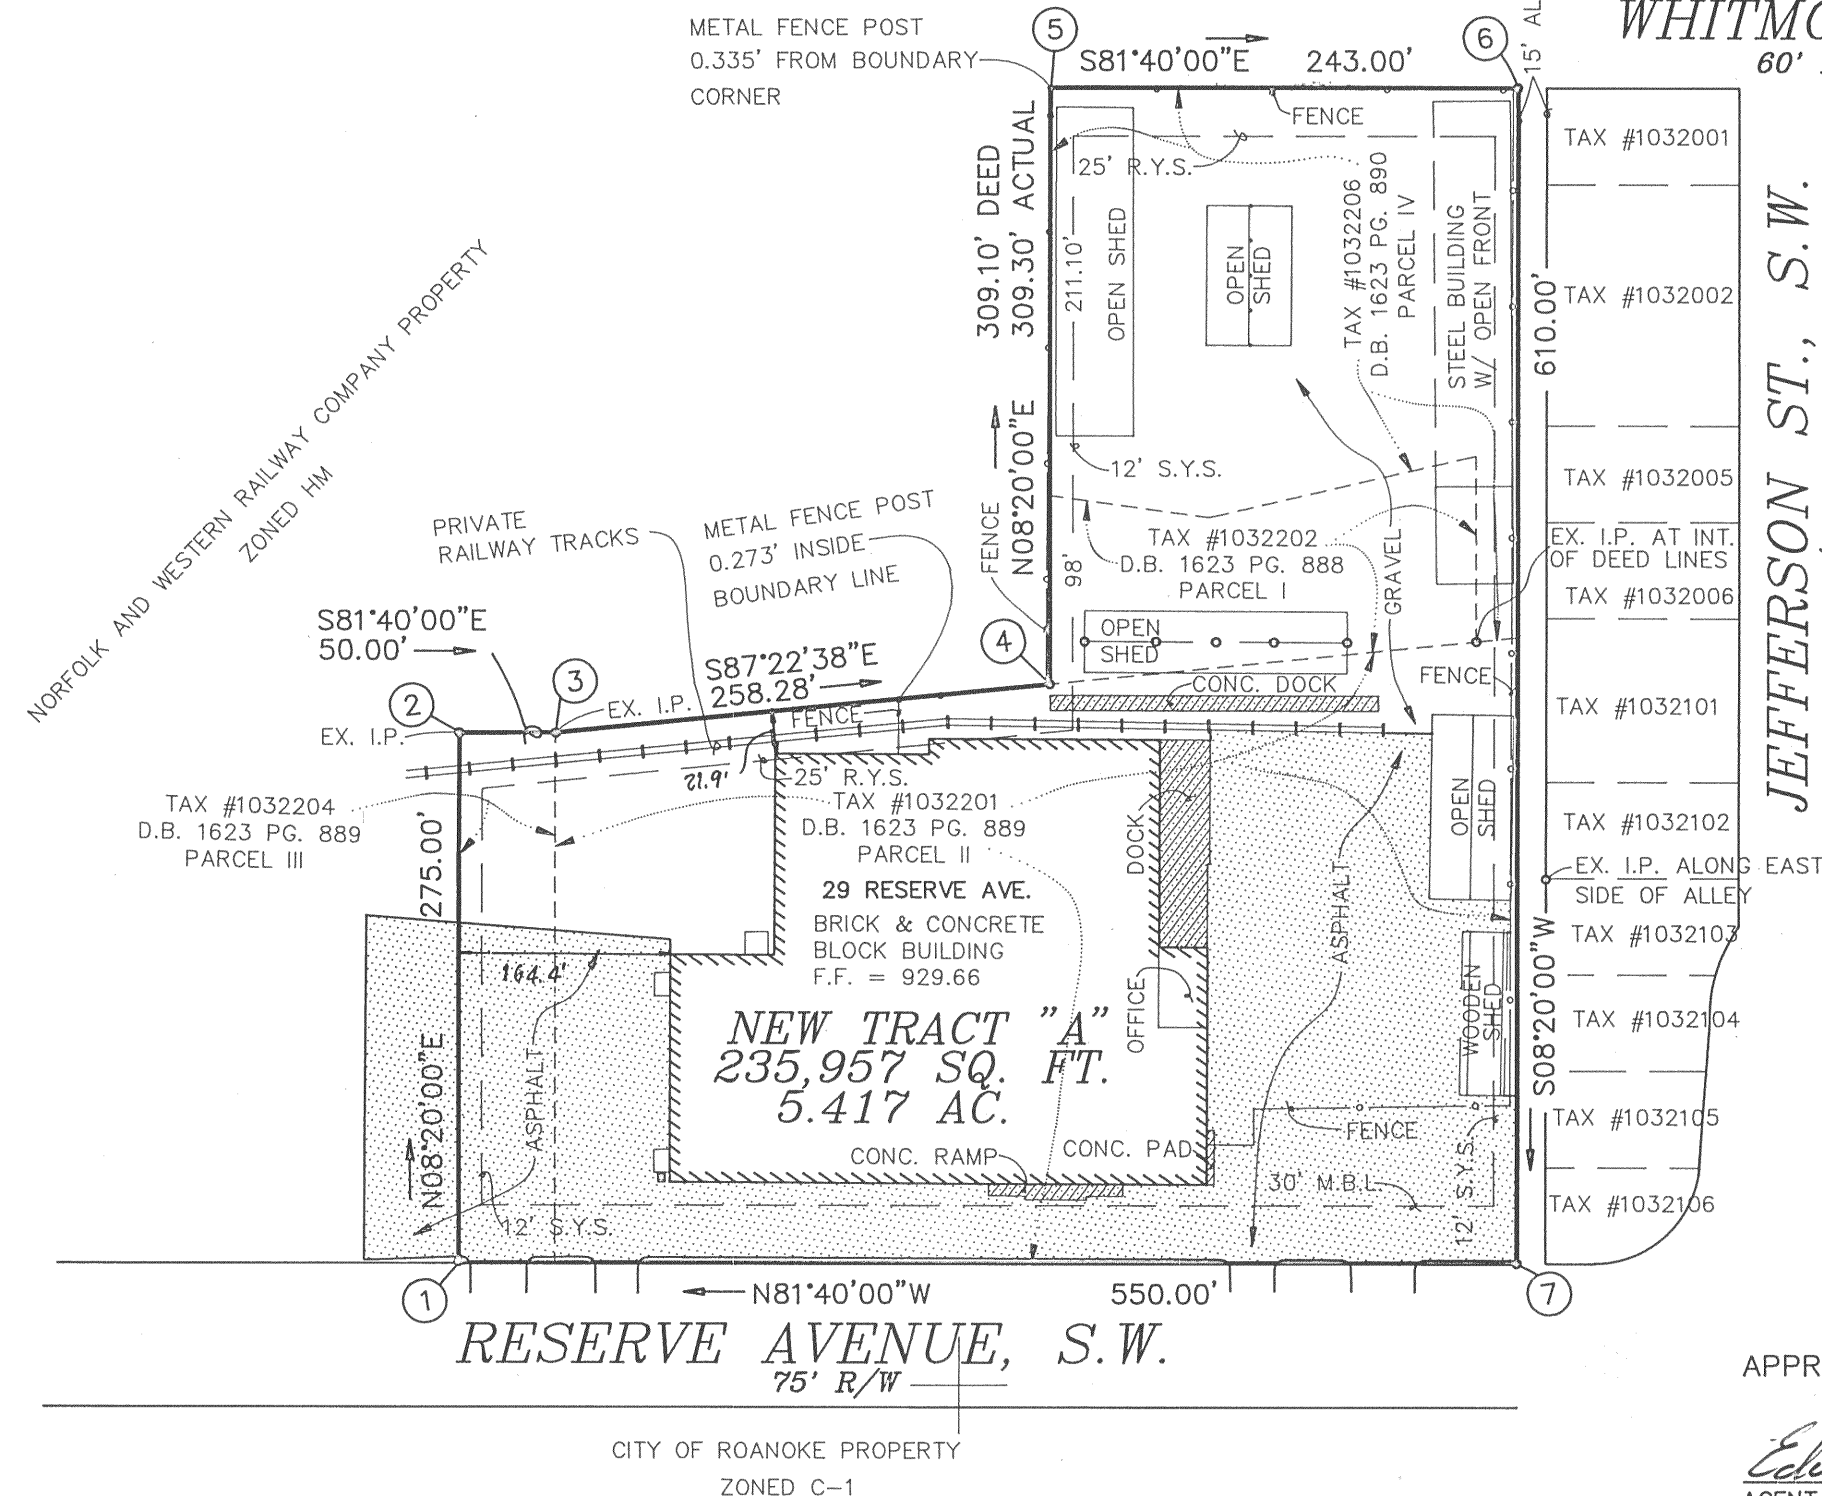 METAL FENCE POST
0.335' FROM BOUNDARY
CORNER
5
S81°40'00"E 243.00'
6
15' AL
WHITMO
60'
FENCE
309.10' DEED
309.30' ACTUAL
N08°20'00"E
FENCE
25' R.Y.S.
211.10'
OPEN SHED
OPEN
SHED
TAX #1032206
D.B. 1623 PG. 890
PARCEL IV
STEEL BUILDING
W/ OPEN FRONT
610.00'
S08°20'00"W
TAX #1032001
TAX #1032002
TAX #1032005
EX. I.P. AT INT.
OF DEED LINES
TAX #1032006
TAX #1032101
TAX #1032102
EX. I.P. ALONG EAST
SIDE OF ALLEY
TAX #1032103
TAX #1032104
TAX #1032105
TAX #1032106
JEFFERSON ST., S.W.
NORFOLK AND WESTERN RAILWAY COMPANY PROPERTY
ZONED HM
PRIVATE
RAILWAY TRACKS
METAL FENCE POST
0.273' INSIDE
BOUNDARY LINE
12' S.Y.S.
98'
TAX #1032202
D.B. 1623 PG. 888
PARCEL I
GRAVEL
OPEN
SHED
CONC. DOCK
FENCE
S81°40'00"E
50.00'
2
3
4
S87°22'38"E
258.28'
EX. I.P.
EX. I.P.
FENCE
21.9'
25' R.Y.S.
TAX #1032204
D.B. 1623 PG. 889
PARCEL III
TAX #1032201
D.B. 1623 PG. 889
PARCEL II
29 RESERVE AVE.
BRICK & CONCRETE
BLOCK BUILDING
F.F. = 929.66
DOCK
OPEN
SHED
ASPHALT
275.00'
N08°20'00"E
164.4'
ASPHALT
OFFICE
WOODEN
SHED
NEW TRACT "A"
235,957 SQ. FT.
5.417 AC.
CONC. RAMP
CONC. PAD
FENCE
30' M.B.L.
12' S.Y.S.
12' S.Y.S.
1
N81°40'00"W 550.00'
7
RESERVE AVENUE, S.W.
75' R/W
CITY OF ROANOKE PROPERTY
ZONED C-1
APPR